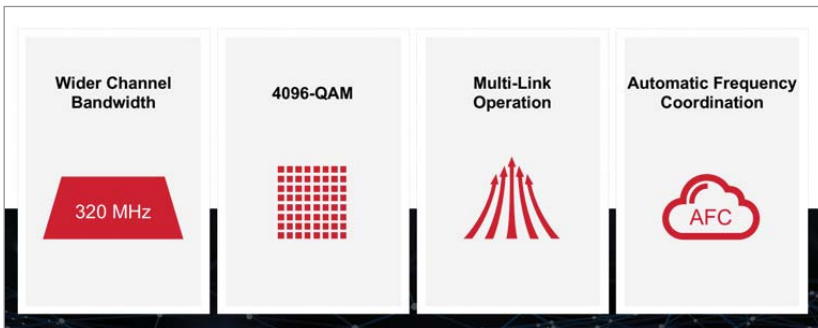 Wider Channel
Bandwidth
320 MHz
4096-QAM
Multi-Link
Operation
Automatic Frequency
Coordination
AFC